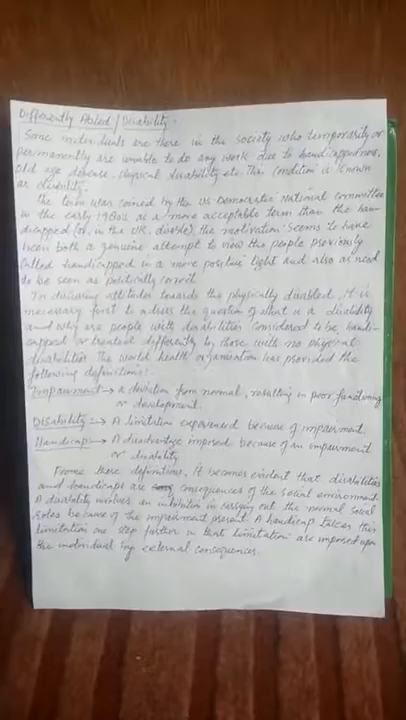 Differently Abled / Disability -
Some individuals are there in the society who temporarily or
permanently are unable to do any work due to handicappedness,
Old age disease, physical disability etc. This condition is known
as disability.
The term was coined by the US Democratic National committee
in the early 1980s as a more acceptable term than the han-
dicapped (or, in the UK, disable) the motivation seems to have
been both a genuine attempt to view the people previously
called handicapped in a more positive light and also a need
to be seen as politically correct.
In discussing attitudes towards the physically disabled, it is
necessary first to adress the question of what is a disability
and why are people with disabilities considered to be handi-
capped or treated differently by those with no physical
disabilities. The world health organisation has provided the
following definitions:-
Impairment → a deviation from normal, resulting in poor functioning
or development.
Disability:- → A limitation experienced because of impairment.
Handicap:- → A disadvantage imposed because of an impairment
or disability.
From these definitions, It becomes evident that disabilities
and handicaps are consequences of the social environment.
A disability involves an inhibition in carrying out the normal social
roles because of the impairment present. A handicap takes this
limitation one step further in that limitation are imposed upon
the individual by external consequences.